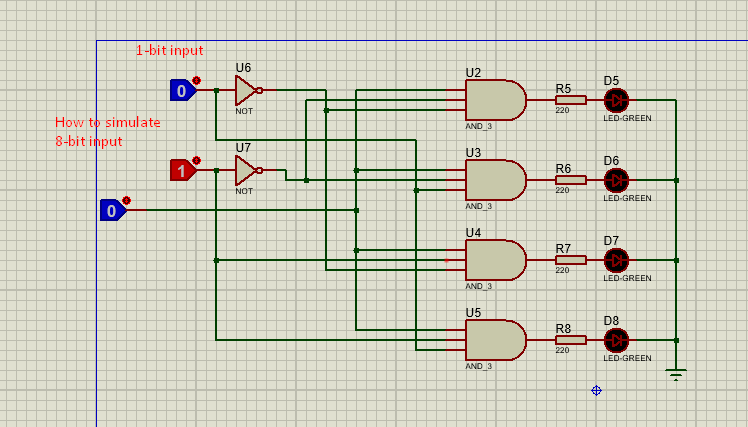 1-bit input
U6
0
NOT
How to simulate
8-bit input
U7
1
NOT
0
U2
AND_3
R5
220
D5
LED-GREEN
U3
AND_3
R6
220
D6
LED-GREEN
U4
AND_3
R7
220
D7
LED-GREEN
U5
AND_3
R8
220
D8
LED-GREEN